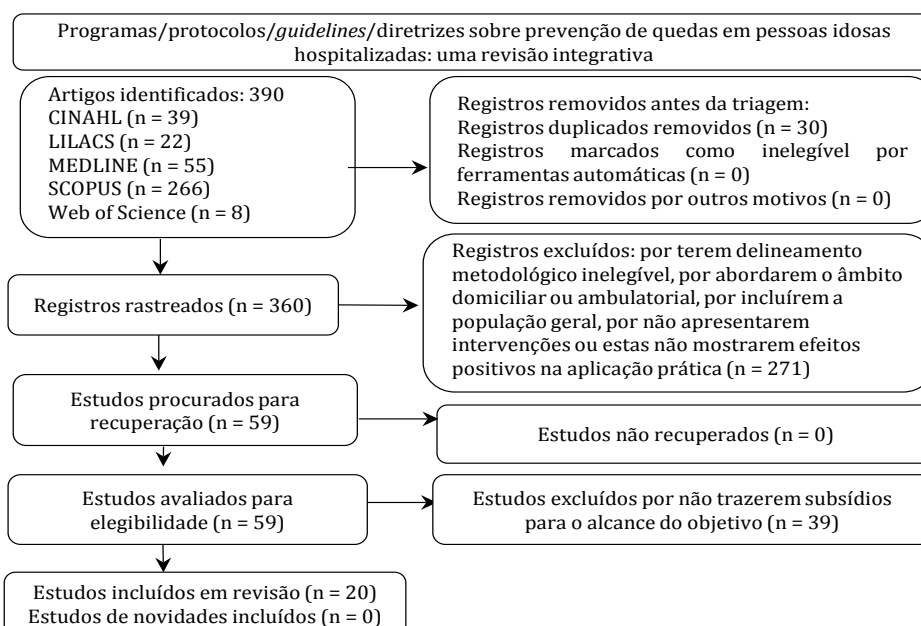 Programas/protocolos/guidelines/diretrizes sobre prevenção de quedas em pessoas idosas
hospitalizadas: uma revisão integrativa
Artigos identificados: 390
CINAHL (n = 39)
LILACS (n = 22)
MEDLINE (n = 55)
SCOPUS (n = 266)
Web of Science (n = 8)
Registros removidos antes da triagem:
Registros duplicados removidos (n = 30)
Registros marcados como inelegível por
ferramentas automáticas (n = 0)
Registros removidos por outros motivos (n = 0)
Registros rastreados (n = 360)
Registros excluídos: por terem delineamento
metodológico inelegível, por abordarem o âmbito
domiciliar ou ambulatorial, por incluírem a
população geral, por não apresentarem
intervenções ou estas não mostrarem efeitos
positivos na aplicação prática (n = 271)
Estudos procurados para
recuperação (n = 59)
Estudos não recuperados (n = 0)
Estudos avaliados para
elegibilidade (n = 59)
Estudos excluídos por não trazerem subsídios
para o alcance do objetivo (n = 39)
Estudos incluídos em revisão (n = 20)
Estudos de novidades incluídos (n = 0)